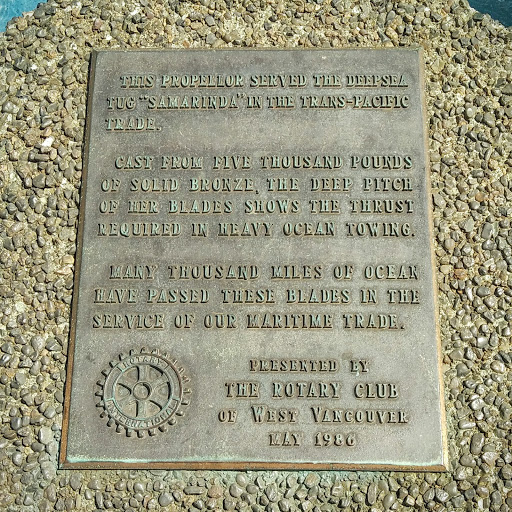 THIS PROPELLOR SERVED THE DEEPSEA
TUG "SAMARINDA" IN THE TRANS-PACIFIC
TRADE.
CAST FROM FIVE THOUSAND POUNDS
OF SOLID BRONZE, THE DEEP PITCH
OF HER BLADES SHOWS THE THRUST
REQUIRED IN HEAVY OCEAN TOWING.
MANY THOUSAND MILES OF OCEAN
HAVE PASSED THESE BLADES IN THE
SERVICE OF OUR MARITIME TRADE.
ROTARY
INTERNATIONAL
PRESENTED BY
THE ROTARY CLUB
OF WEST VANCOUVER
MAY 1986